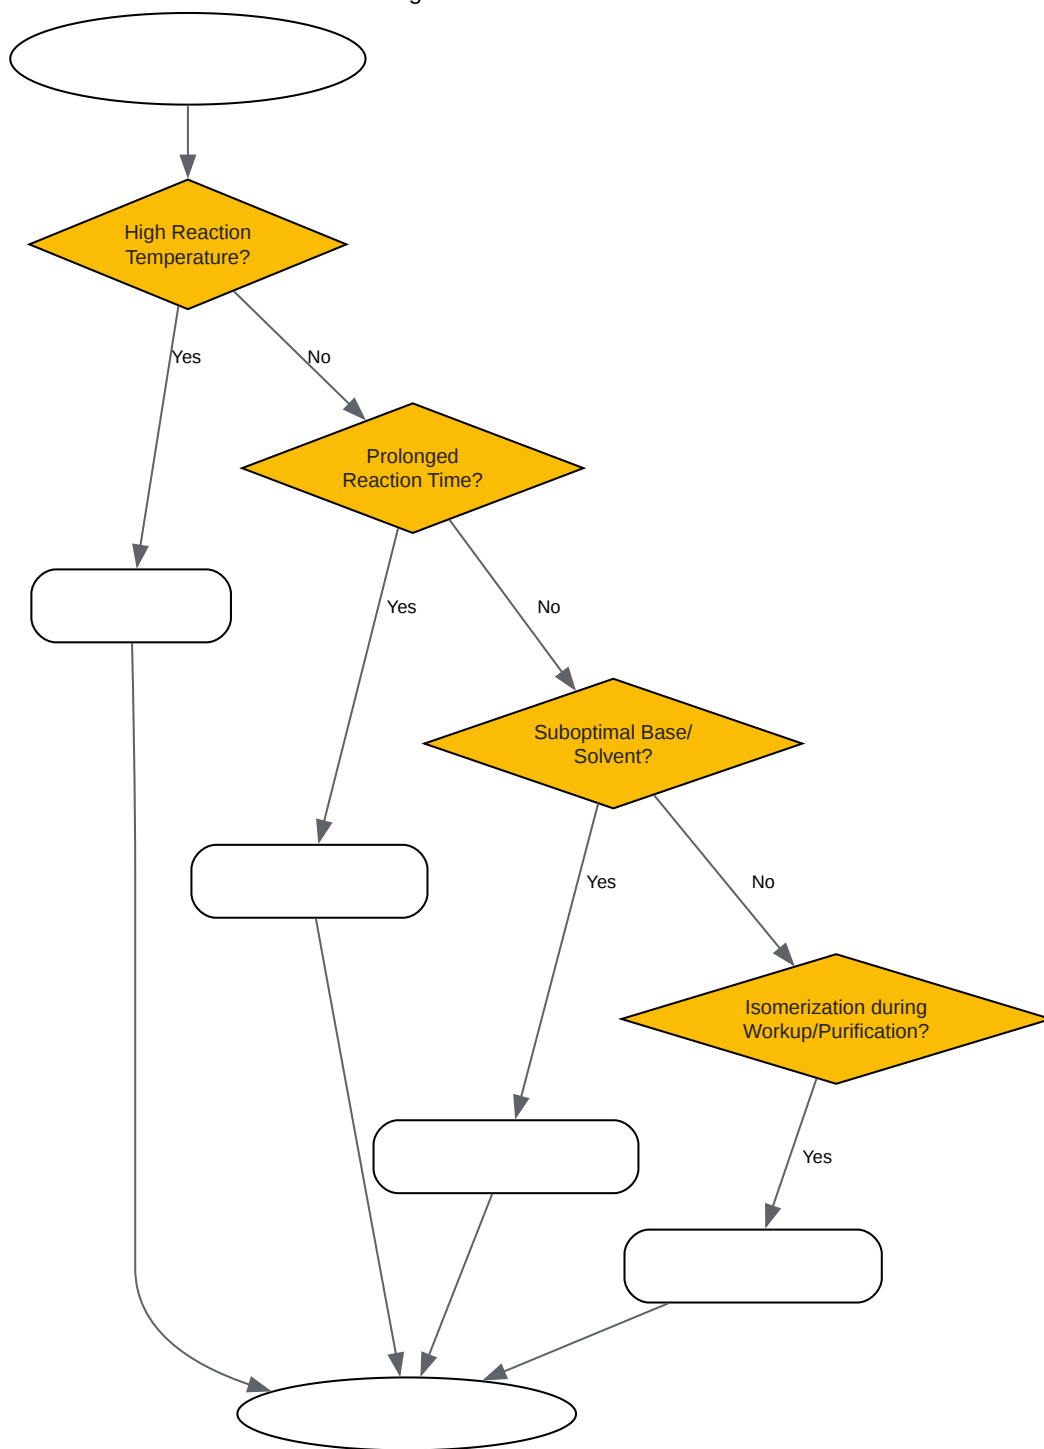 High Reaction
Temperature?
Yes
No
Prolonged
Reaction Time?
Yes
No
Suboptimal Base/
Solvent?
Yes
No
Isomerization during
Workup/Purification?
Yes